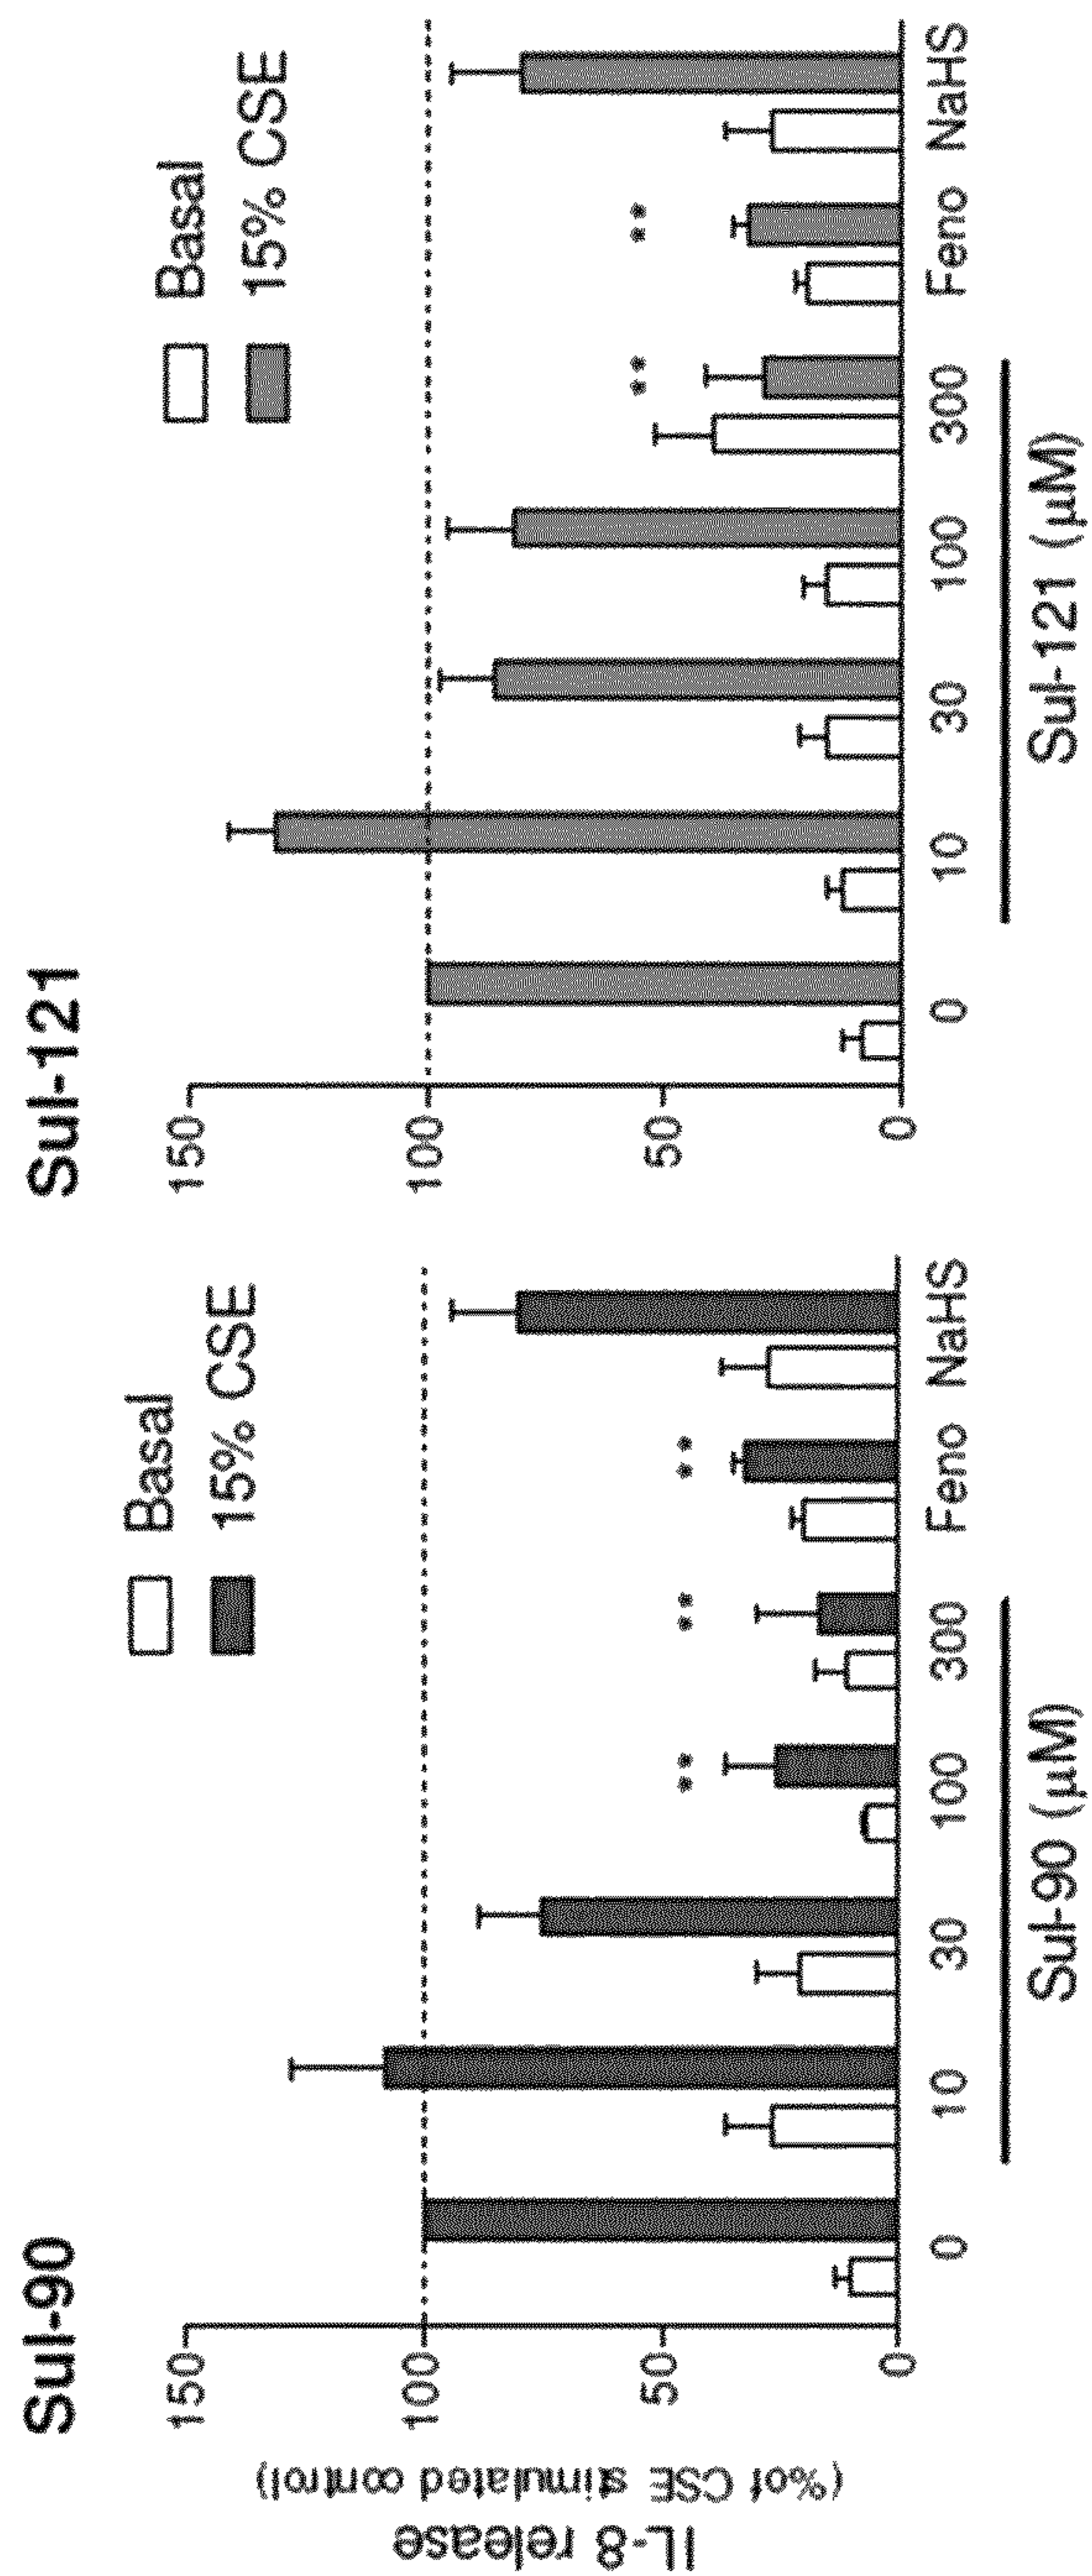 Sul-90
Basal
15% CSE
IL-8 release
(% of CSE stimulated control)
150
100
50
0
** ** **
0 10 30 100 300 Feno NaHS
Sul-90 (µM)
Sul-121
Basal
15% CSE
150
100
50
0
** **
0 10 30 100 300 Feno NaHS
Sul-121 (µM)